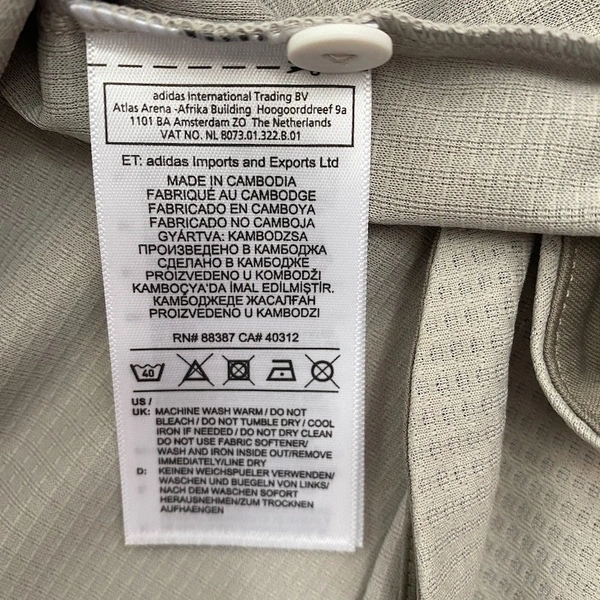 adidas International Trading BV
Atlas Arena -Afrika Building Hoogoorddreef 9a
1101 BA Amsterdam ZO The Netherlands
VAT NO. NL 8073.01.322.B.01
ET: adidas Imports and Exports Ltd
MADE IN CAMBODIA
FABRIQUÉ AU CAMBODGE
FABRICADO EN CAMBOYA
FABRICADO NO CAMBOJA
GYÁRTVA: KAMBODZSA
ПРОИЗВЕДЕНО В КАМБОДЖА
СДЕЛАНО В КАМБОДЖЕ
PROIZVEDENO U KOMBODŽI
KAMBOÇYA'DA İMAL EDİLMİŞTİR.
КАМБОДЖЕДЕ ЖАСАЛҒАН
PROIZVEDENO U KAMBODZI
RN# 88387 CA# 40312
40
US /
UK: MACHINE WASH WARM / DO NOT
BLEACH / DO NOT TUMBLE DRY / COOL
IRON IF NEEDED / DO NOT DRY CLEAN
DO NOT USE FABRIC SOFTENER/
WASH AND IRON INSIDE OUT/REMOVE
IMMEDIATELY/LINE DRY
D: KEINEN WEICHSPUELER VERWENDEN/
WASCHEN UND BUEGELN VON LINKS/
NACH DEM WASCHEN SOFORT
HERAUSNEHMEN/ZUM TROCKNEN
AUFHAENGEN